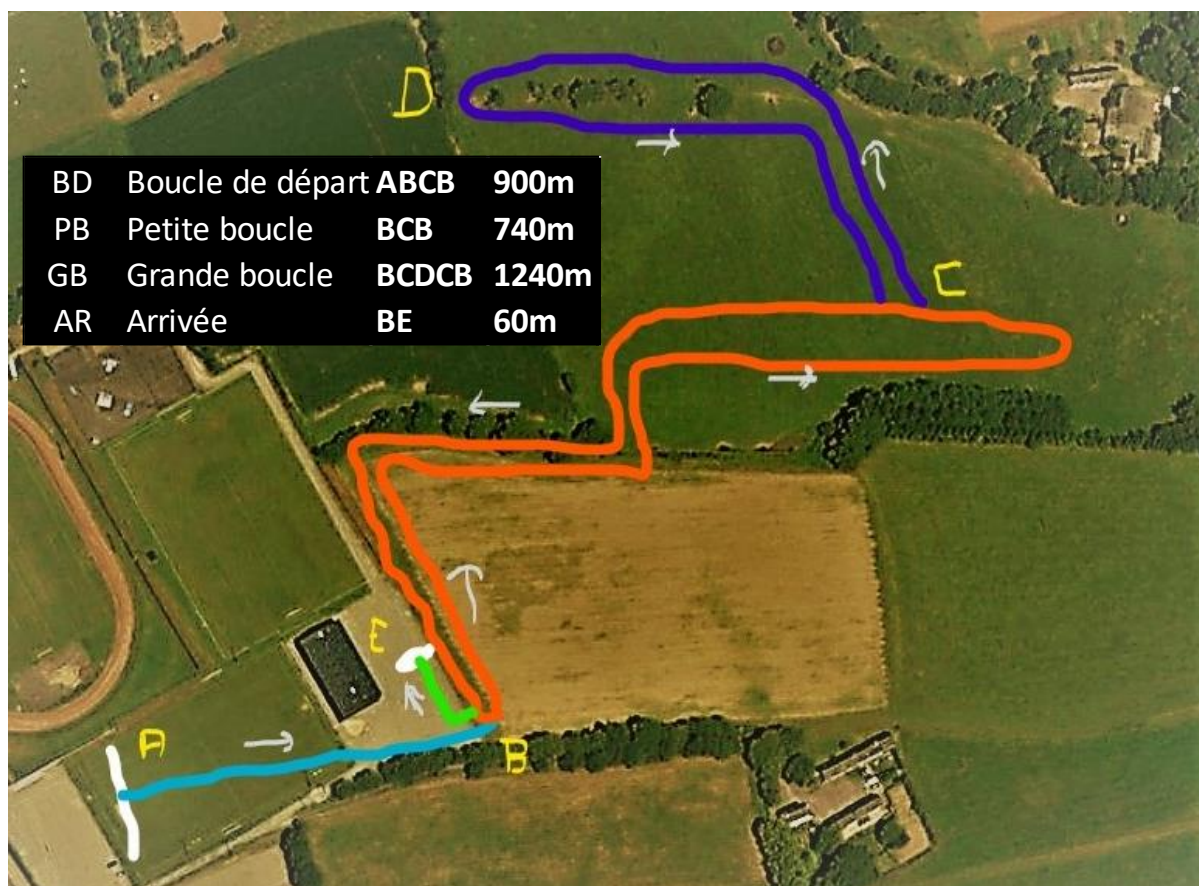 D
BD Boucle de départ ABCB 900m
PB Petite boucle BCB 740m
GB Grande boucle BCDCB 1240m
AR Arrivée BE 60m
C
E
A
B